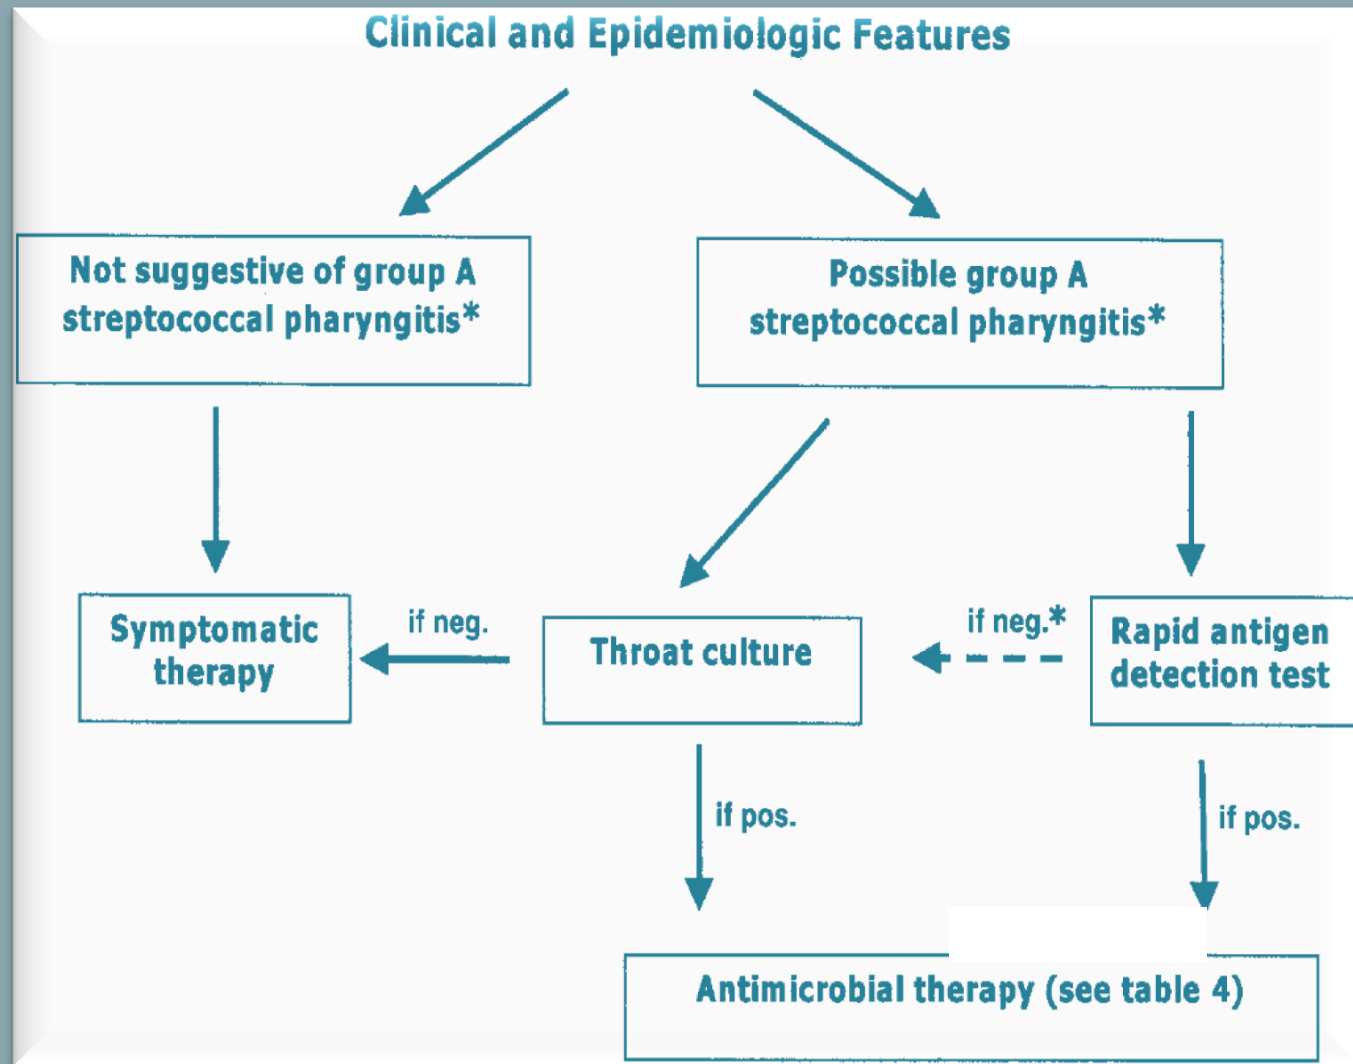 Clinical and Epidemiologic Features
Not suggestive of group A
streptococcal pharyngitis*
Possible group A
streptococcal pharyngitis*
Symptomatic
therapy
if neg.
Throat culture
if neg.*
Rapid antigen
detection test
if pos.
if pos.
Antimicrobial therapy (see table 4)